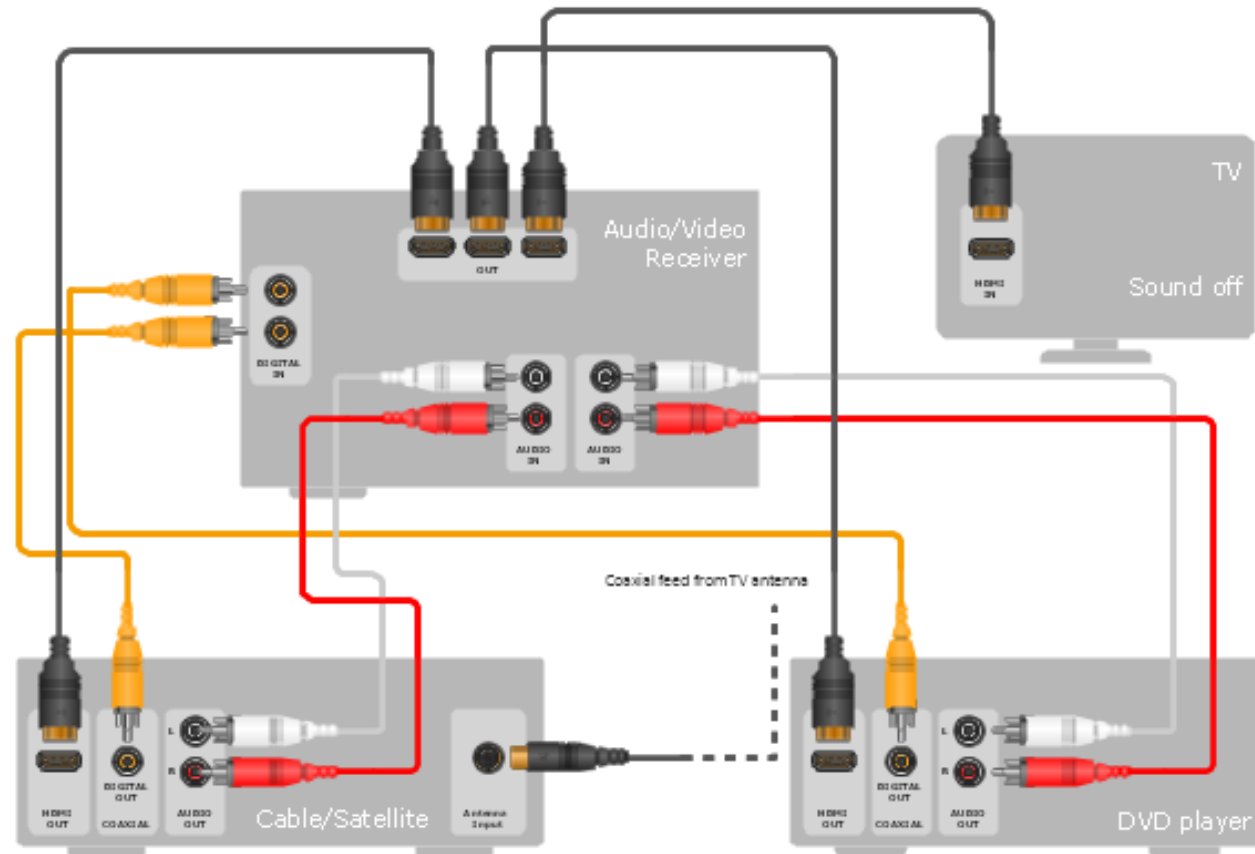 TV
Audio/Video
Receiver
OUT
HDMI
IN
Sound off
DIGITAL
IN
AUDIO
IN
AUDIO
IN
Coaxial feed from TV antenna
L
R
HDMI
OUT
DIGITAL
OUT
COAXIAL
AUDIO
OUT
Cable/Satellite
Antenna
Input
L
R
HDMI
OUT
DIGITAL
OUT
COAXIAL
AUDIO
OUT
DVD player